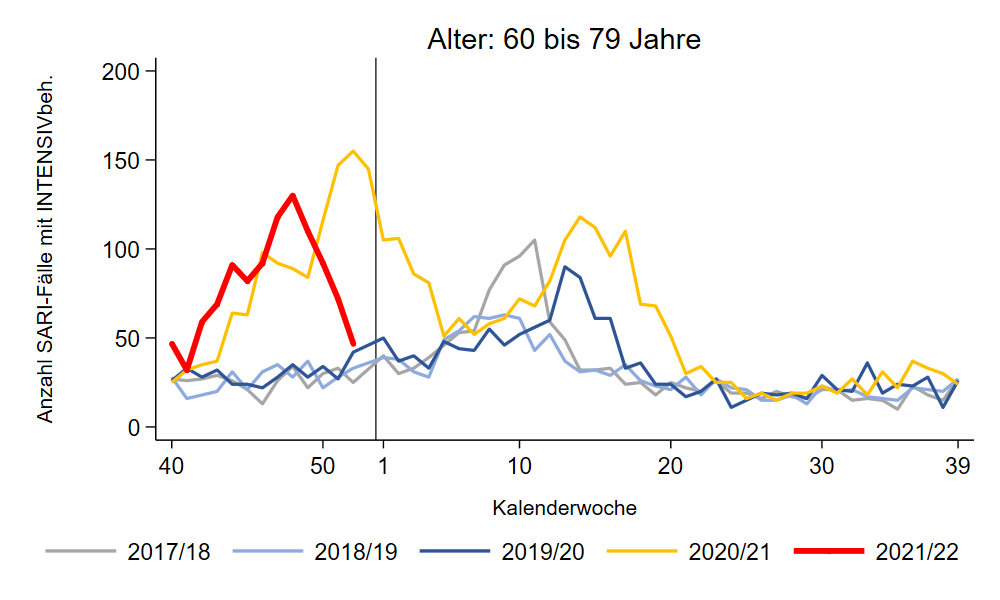 Alter: 60 bis 79 Jahre
Anzahl SARI-Fälle mit INTENSIVbeh.
200
150
100
50
0
40 50 1 10 20 30 39
Kalenderwoche
2017/18 2018/19 2019/20 2020/21 2021/22